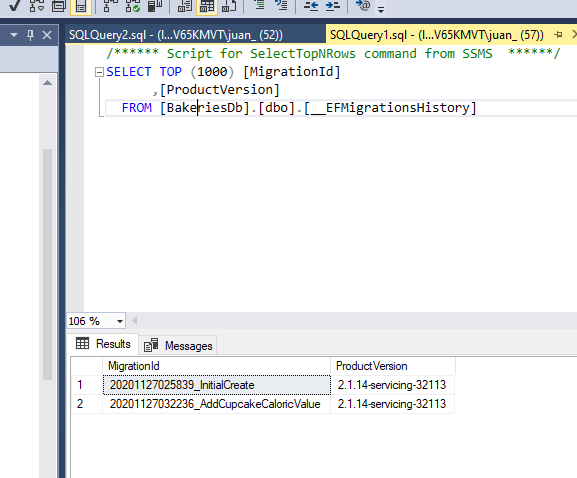 SQLQuery2.sql - (l...V65KMVT\juan_ (52))
SQLQuery1.sql - (l...V65KMVT\juan_ (57))
/****** Script for SelectTopNRows command from SSMS  ******/
SELECT TOP (1000) [MigrationId]
,[ProductVersion]
FROM [BakeriesDb].[dbo].[__EFMigrationsHistory]
106 %
Results
Messages
MigrationId ProductVersion
1 20201127025839_InitialCreate 2.1.14-servicing-32113
2 20201127032236_AddCupcakeCaloricValue 2.1.14-servicing-32113